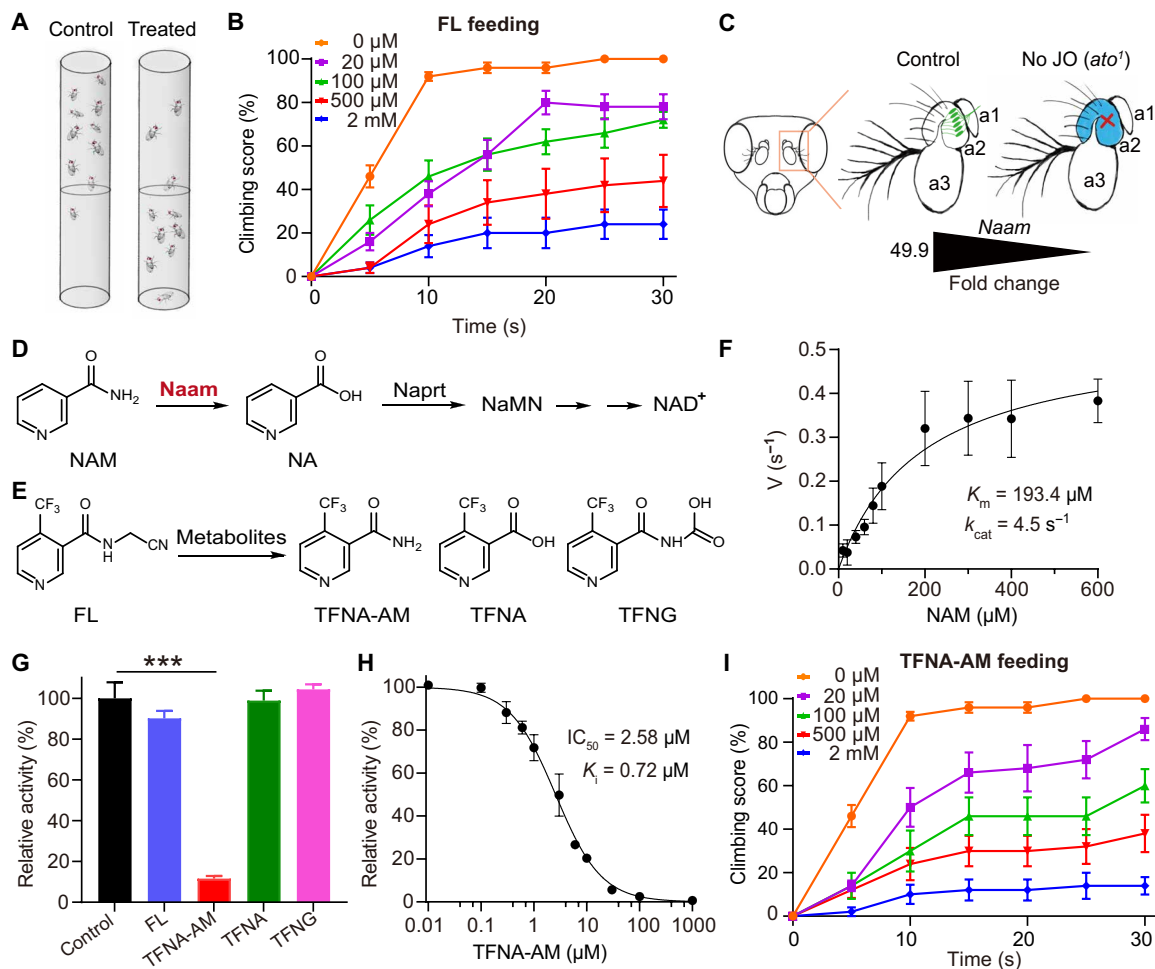 A
Control
Treated
B
FL feeding
0 µM
20 µM
100 µM
500 µM
2 mM
Climbing score (%)
100
80
60
40
20
0
0
10
20
30
Time (s)
C
Control
No JO (ato¹)
a1
a2
a3
a1
a2
a3
49.9
Naam
Fold change
D
O
NH₂
N
NAM
Naam
O
OH
N
NA
Naprt
NaMN
NAD⁺
E
CF₃
O
N
H
CN
N
FL
Metabolites
CF₃
O
NH₂
N
TFNA-AM
CF₃
O
OH
N
TFNA
CF₃
O
OH
NH
O
N
TFNG
F
V (s⁻¹)
0.5
0.4
0.3
0.2
0.1
0.0
0
200
400
600
NAM (µM)
Kₘ = 193.4 µM
k꜀ₐₜ = 4.5 s⁻¹
G
***
Relative activity (%)
100
80
60
40
20
0
Control
FL
TFNA-AM
TFNA
TFNG
H
Relative activity (%)
100
80
60
40
20
0
0.01
0.1
1
10
100
1000
TFNA-AM (µM)
IC₅₀ = 2.58 µM
Kᵢ = 0.72 µM
I
TFNA-AM feeding
0 µM
20 µM
100 µM
500 µM
2 mM
Climbing score (%)
100
80
60
40
20
0
0
10
20
30
Time (s)